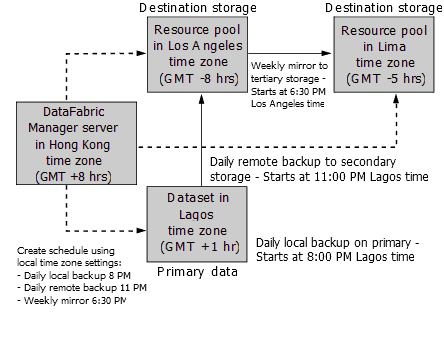 Destination storage
Destination storage
Resource pool
in Los Angeles
time zone
(GMT -8 hrs)
Weekly mirror to
tertiary storage -
Starts at 6:30 PM
Los Angeles time
Resource pool
in Lima
time zone
(GMT -5 hrs)
DataFabric
Manager server
in Hong Kong
time zone
(GMT +8 hrs)
Daily remote backup to secondary
storage - Starts at 11:00 PM Lagos time
Dataset in
Lagos
time zone
(GMT +1 hr)
Primary data
Daily local backup on primary -
Starts at 8:00 PM Lagos time
Create schedule using
local time zone settings:
- Daily local backup 8 PM
- Daily remote backup 11 PM
- Weekly mirror 6:30 PM